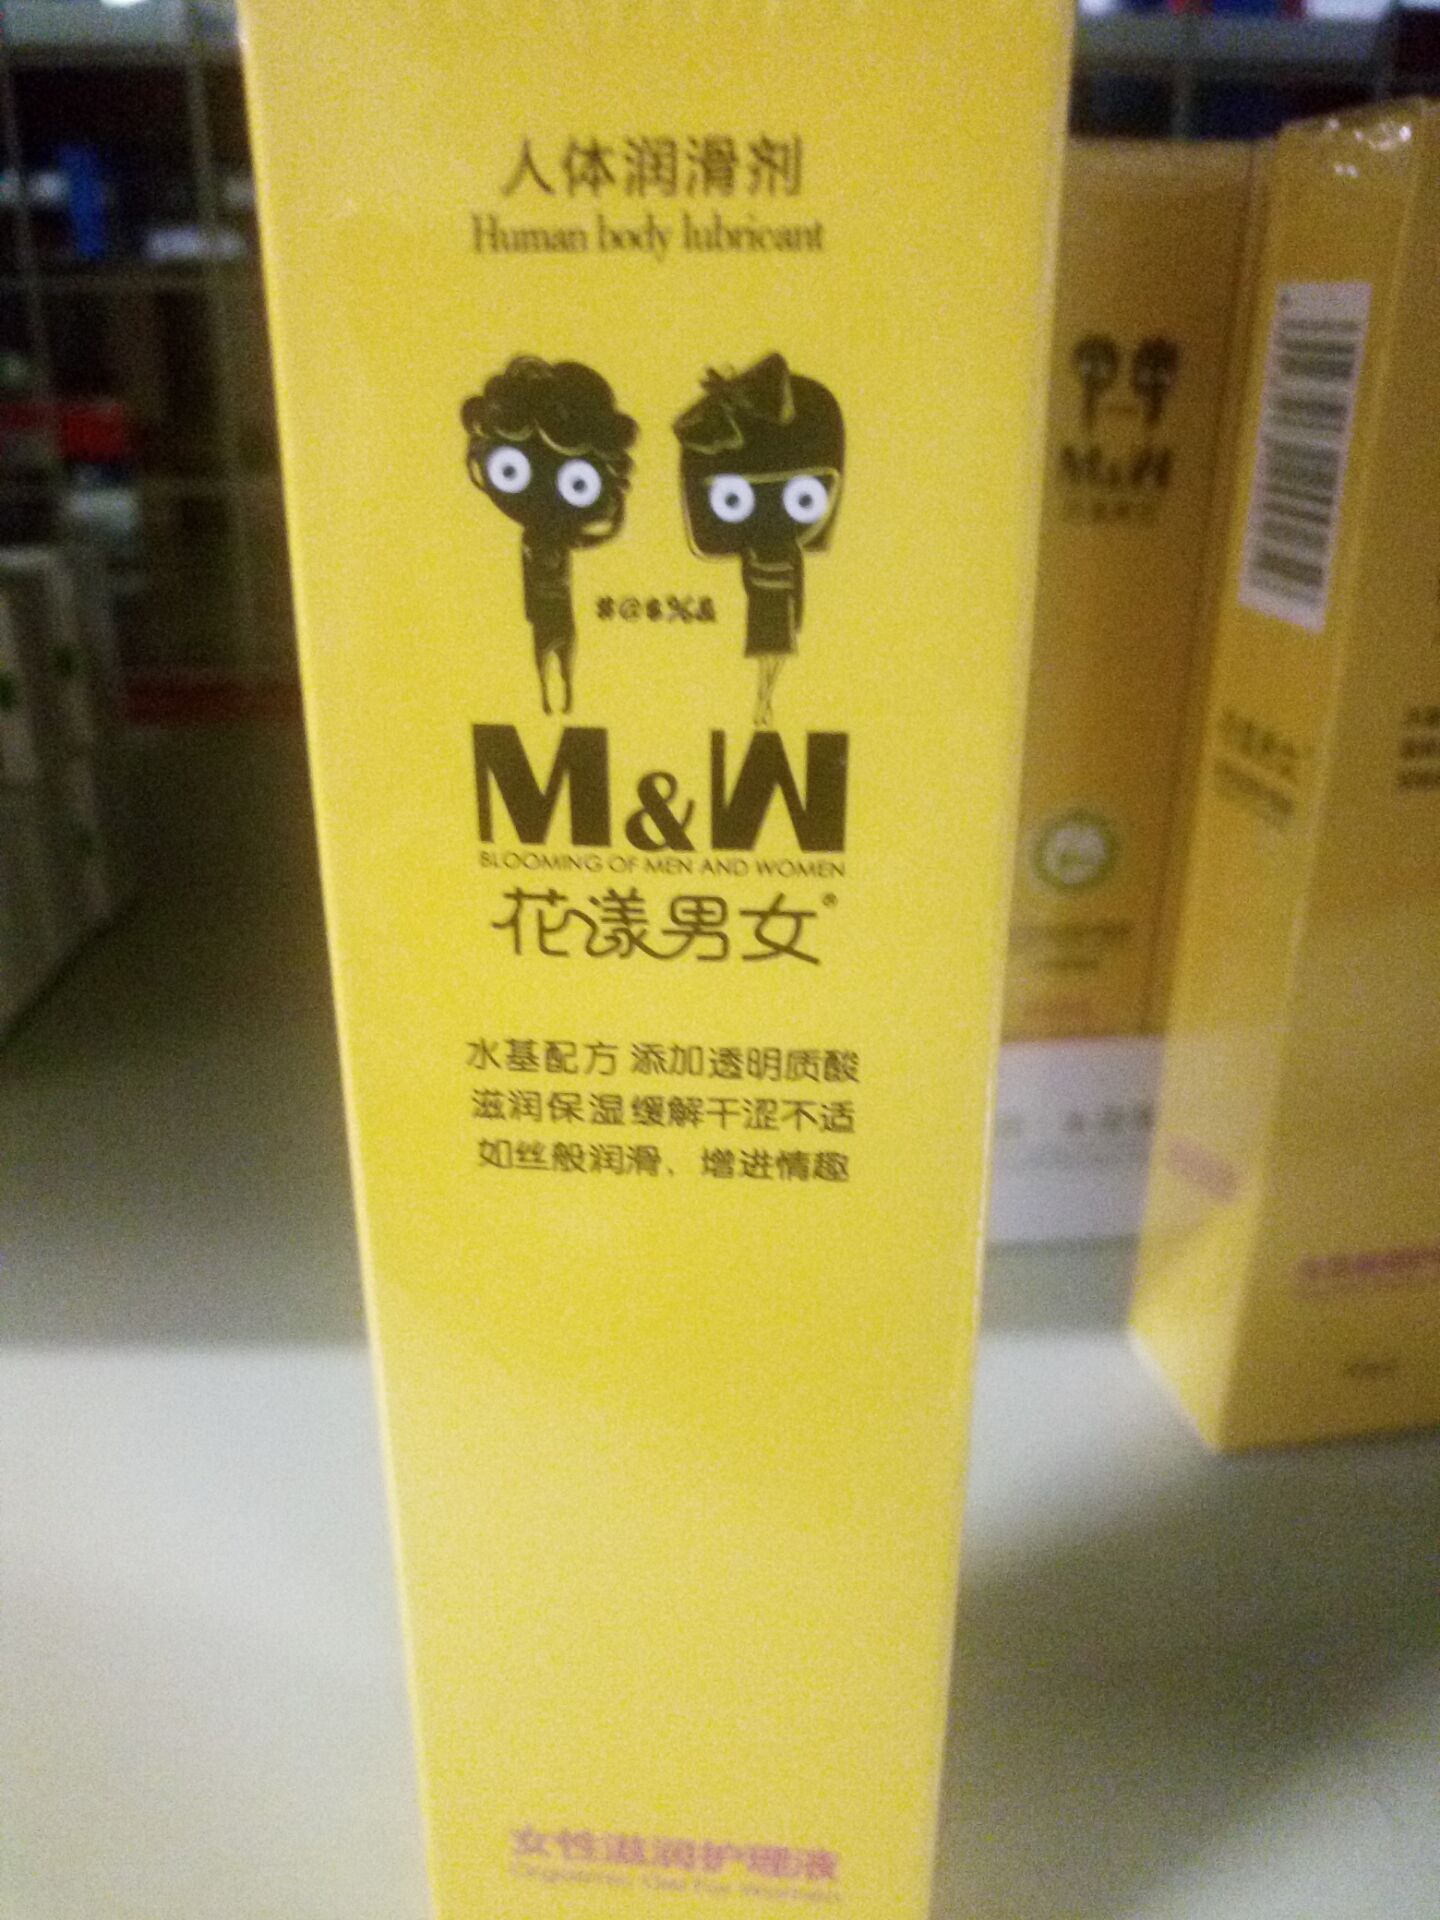 人体润滑剂
Human body lubricant
#@$%&
M&W
BLOOMING OF MEN AND WOMEN
花漾男女®
水基配方 添加透明质酸
滋润保湿缓解干涩不适
如丝般润滑、增进情趣
女性滋润护理液
M&W